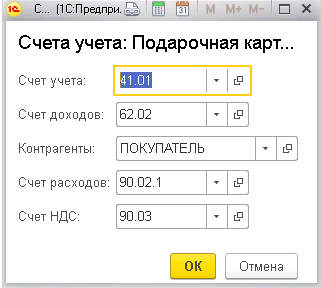 С... (1С:Предпри... M M+ M-
Счета учета: Подарочная карт...
Счет учета: 41.01
Счет доходов: 62.02
Контрагенты: ПОКУПАТЕЛЬ
Счет расходов: 90.02.1
Счет НДС: 90.03
ОК Отмена